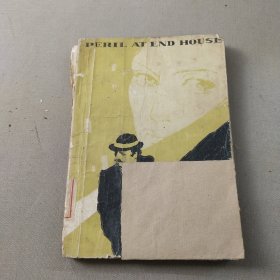 PERIL AT END HOUSE